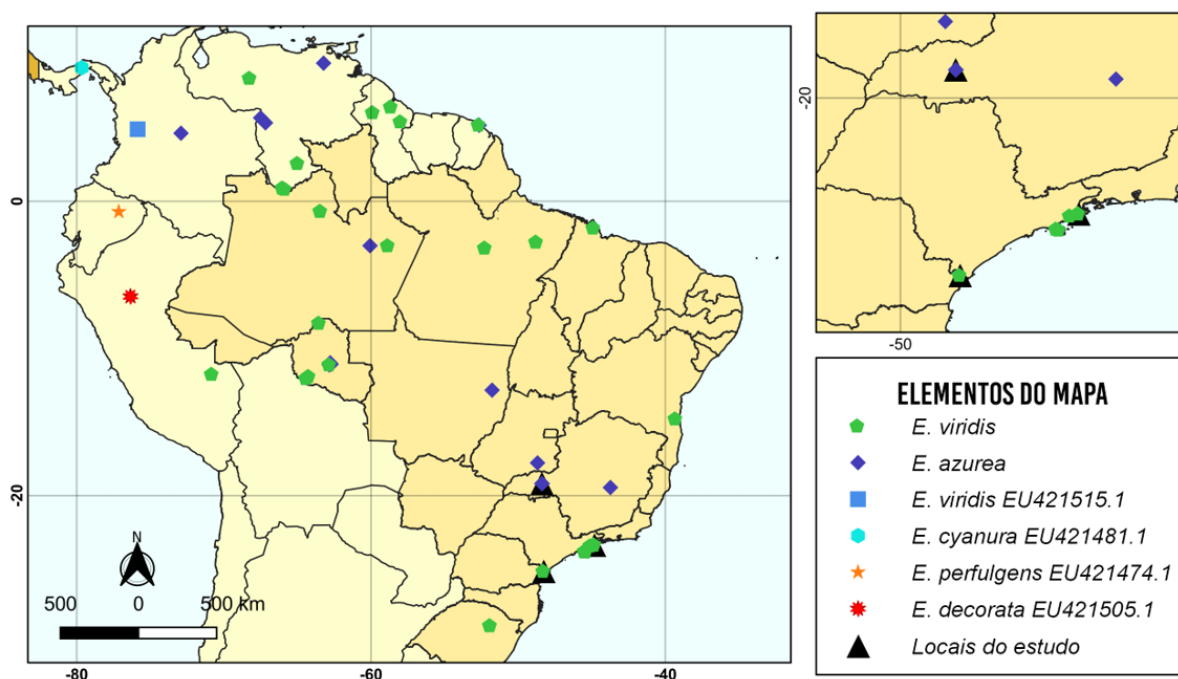 0
-20
-80
-60
-40
N
500 0 500 km
-20
-50
ELEMENTOS DO MAPA
E. viridis
E. azurea
E. viridis EU421515.1
E. cyanura EU421481.1
E. perfulgens EU421474.1
E. decorata EU421505.1
Locais do estudo